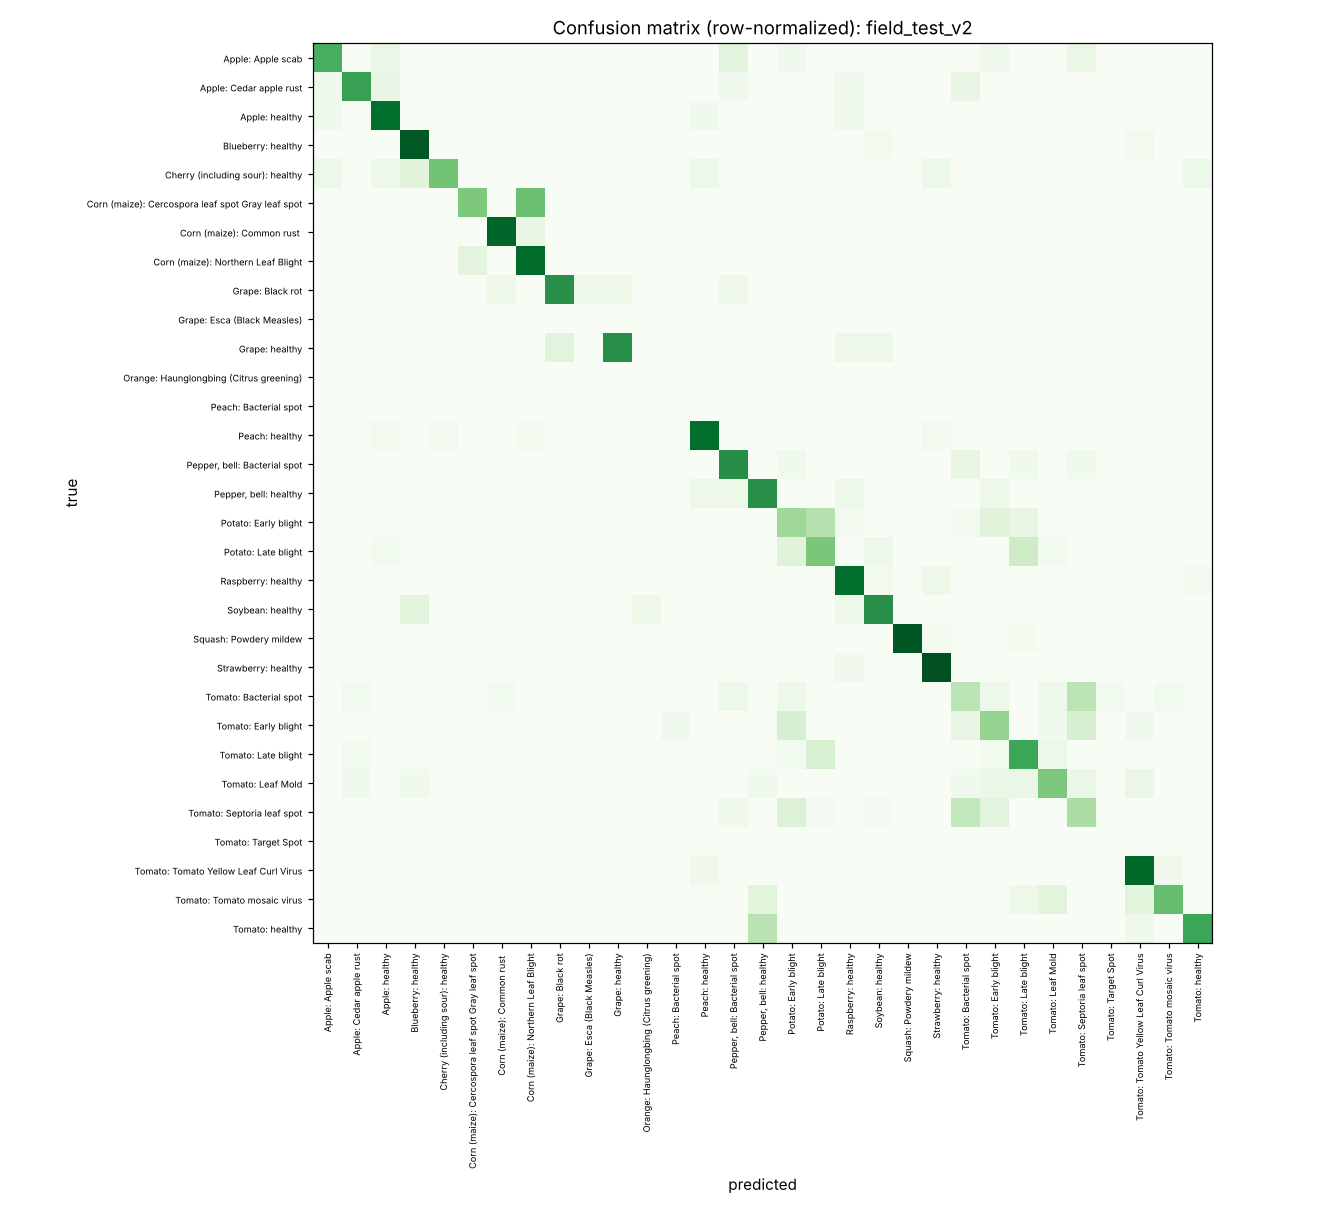 Confusion matrix (row-normalized): field_test_v2
Apple: Apple scab
Apple: Cedar apple rust
Apple: healthy
Blueberry: healthy
Cherry (including sour): healthy
Corn (maize): Cercospora leaf spot Gray leaf spot
Corn (maize): Common rust
Corn (maize): Northern Leaf Blight
Grape: Black rot
Grape: Esca (Black Measles)
Grape: healthy
Orange: Haunglongbing (Citrus greening)
Peach: Bacterial spot
Peach: healthy
Pepper, bell: Bacterial spot
Pepper, bell: healthy
Potato: Early blight
Potato: Late blight
Raspberry: healthy
Soybean: healthy
Squash: Powdery mildew
Strawberry: healthy
Tomato: Bacterial spot
Tomato: Early blight
Tomato: Late blight
Tomato: Leaf Mold
Tomato: Septoria leaf spot
Tomato: Target Spot
Tomato: Tomato Yellow Leaf Curl Virus
Tomato: Tomato mosaic virus
Tomato: healthy
true
Apple: Apple scab
Apple: Cedar apple rust
Apple: healthy
Blueberry: healthy
Cherry (including sour): healthy
Corn (maize): Cercospora leaf spot Gray leaf spot
Corn (maize): Common rust
Corn (maize): Northern Leaf Blight
Grape: Black rot
Grape: Esca (Black Measles)
Grape: healthy
Orange: Haunglongbing (Citrus greening)
Peach: Bacterial spot
Peach: healthy
Pepper, bell: Bacterial spot
Pepper, bell: healthy
Potato: Early blight
Potato: Late blight
Raspberry: healthy
Soybean: healthy
Squash: Powdery mildew
Strawberry: healthy
Tomato: Bacterial spot
Tomato: Early blight
Tomato: Late blight
Tomato: Leaf Mold
Tomato: Septoria leaf spot
Tomato: Target Spot
Tomato: Tomato Yellow Leaf Curl Virus
Tomato: Tomato mosaic virus
Tomato: healthy
predicted